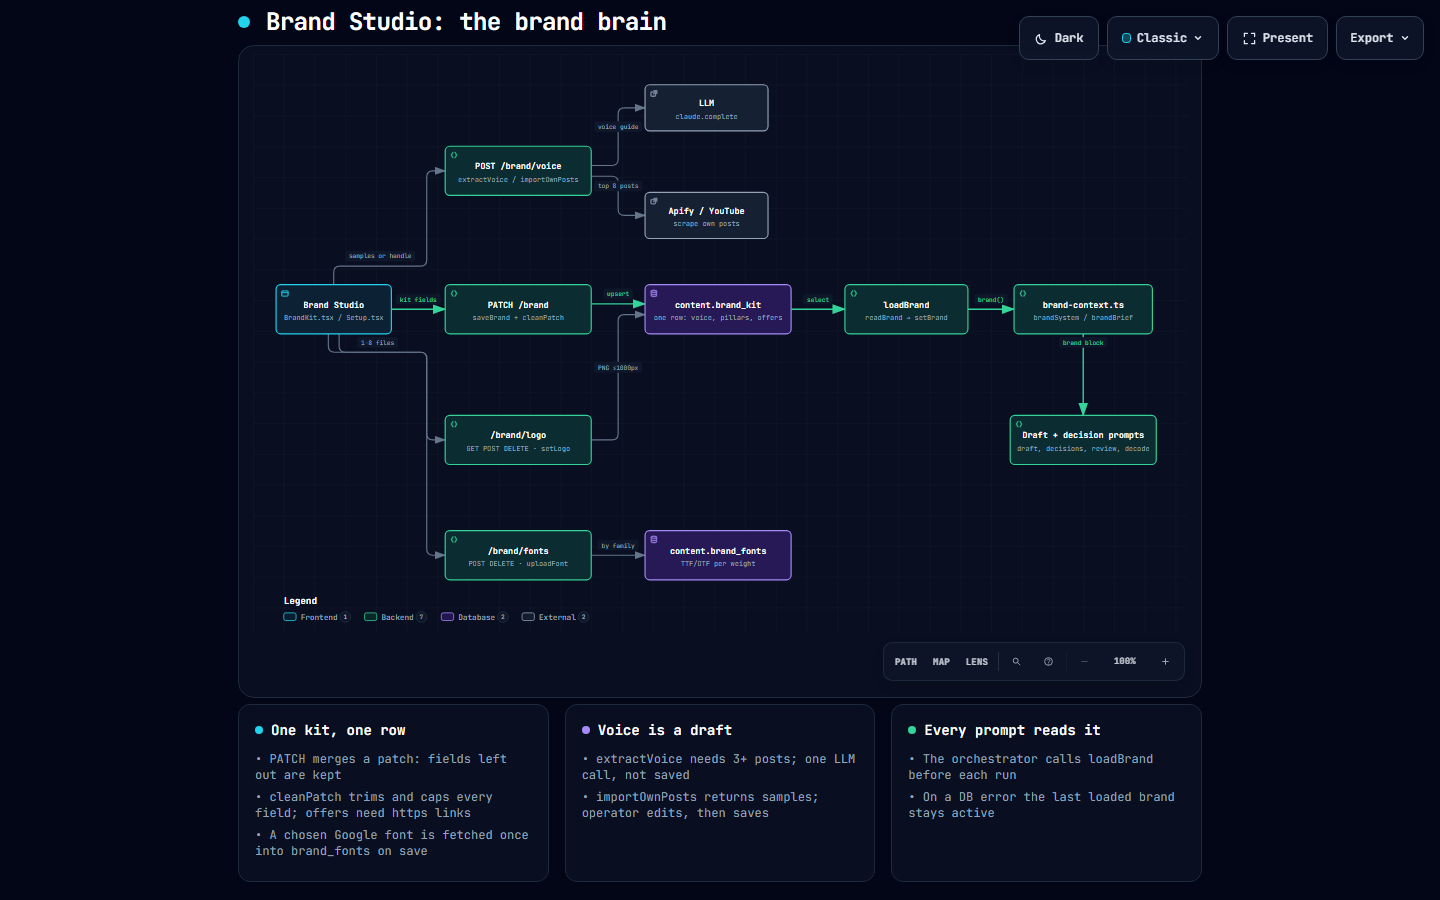 Brand Studio: the brand brain
Dark
Classic
Present
Export
LLM
claude.complete
voice guide
POST /brand/voice
extractVoice / importOwnPosts
top 8 posts
Apify / YouTube
scrape own posts
samples or handle
Brand Studio
BrandKit.tsx / Setup.tsx
kit fields
PATCH /brand
saveBrand + cleanPatch
upsert
content.brand_kit
one row: voice, pillars, offers
select
loadBrand
readBrand → setBrand
brand()
brand-context.ts
brandSystem / brandBrief
1-8 files
brand block
PNG ≤1000px
/brand/logo
GET POST DELETE · setLogo
Draft + decision prompts
draft, decisions, review, decode
/brand/fonts
POST DELETE · uploadFont
by family
content.brand_fonts
TTF/OTF per weight
Legend
Frontend 1
Backend 7
Database 2
External 2
PATH
MAP
LENS
100%
One kit, one row
• PATCH merges a patch: fields left
out are kept
• cleanPatch trims and caps every
field; offers need https links
• A chosen Google font is fetched once
into brand_fonts on save
Voice is a draft
• extractVoice needs 3+ posts; one LLM
call, not saved
• importOwnPosts returns samples;
operator edits, then saves
Every prompt reads it
• The orchestrator calls loadBrand
before each run
• On a DB error the last loaded brand
stays active